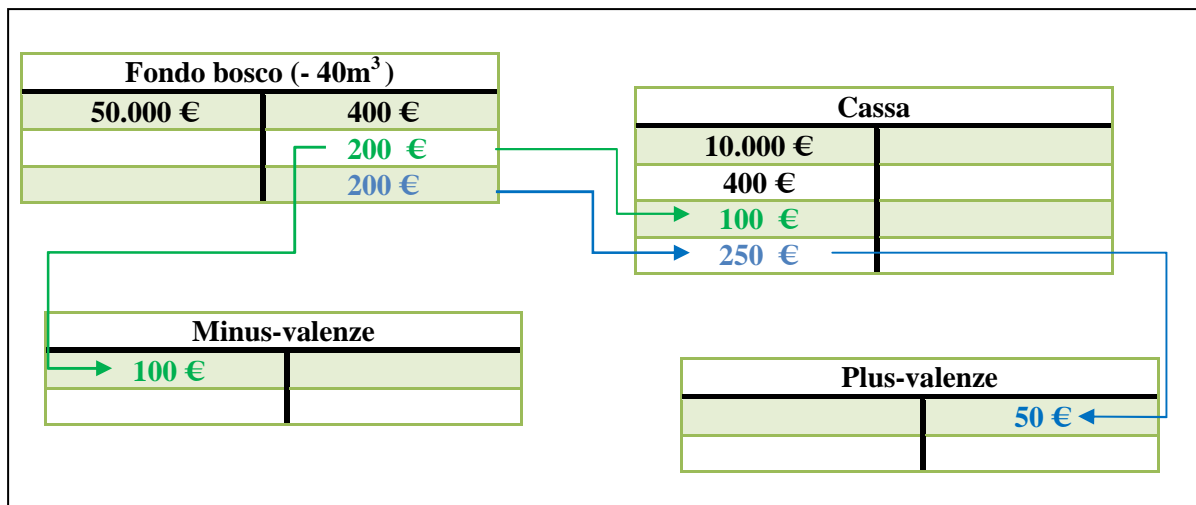 Fondo bosco (- 40m³ )
50.000 € 400 €
200 €
200 €
Cassa
10.000 €
400 €
100 €
250 €
Minus-valenze
100 €
Plus-valenze
50 €